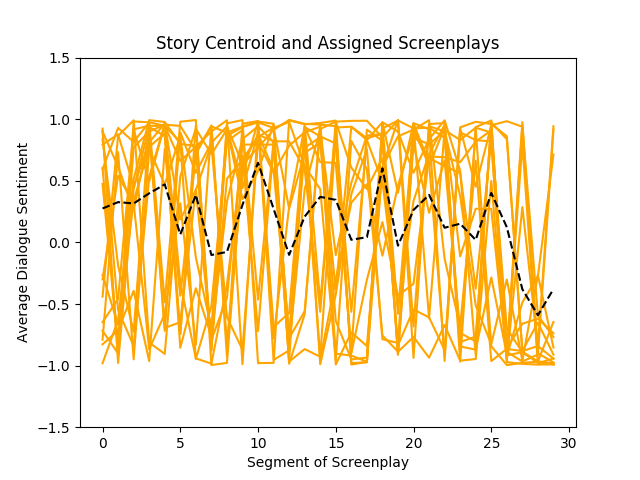 Story Centroid and Assigned Screenplays
1.5
1.0
0.5
0.0
−0.5
−1.0
−1.5
Average Dialogue Sentiment
0 5 10 15 20 25 30
Segment of Screenplay